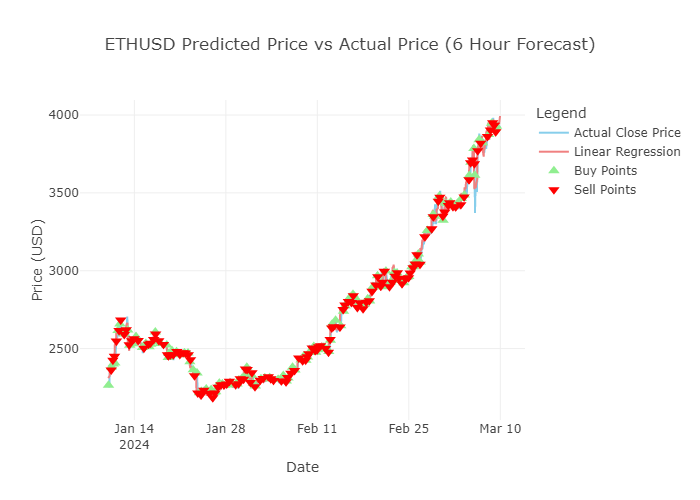 ETHUSD Predicted Price vs Actual Price (6 Hour Forecast)
Legend
Actual Close Price
Linear Regression
Buy Points
Sell Points
4000
3500
3000
2500
Price (USD)
Jan 14
2024
Jan 28
Feb 11
Feb 25
Mar 10
Date